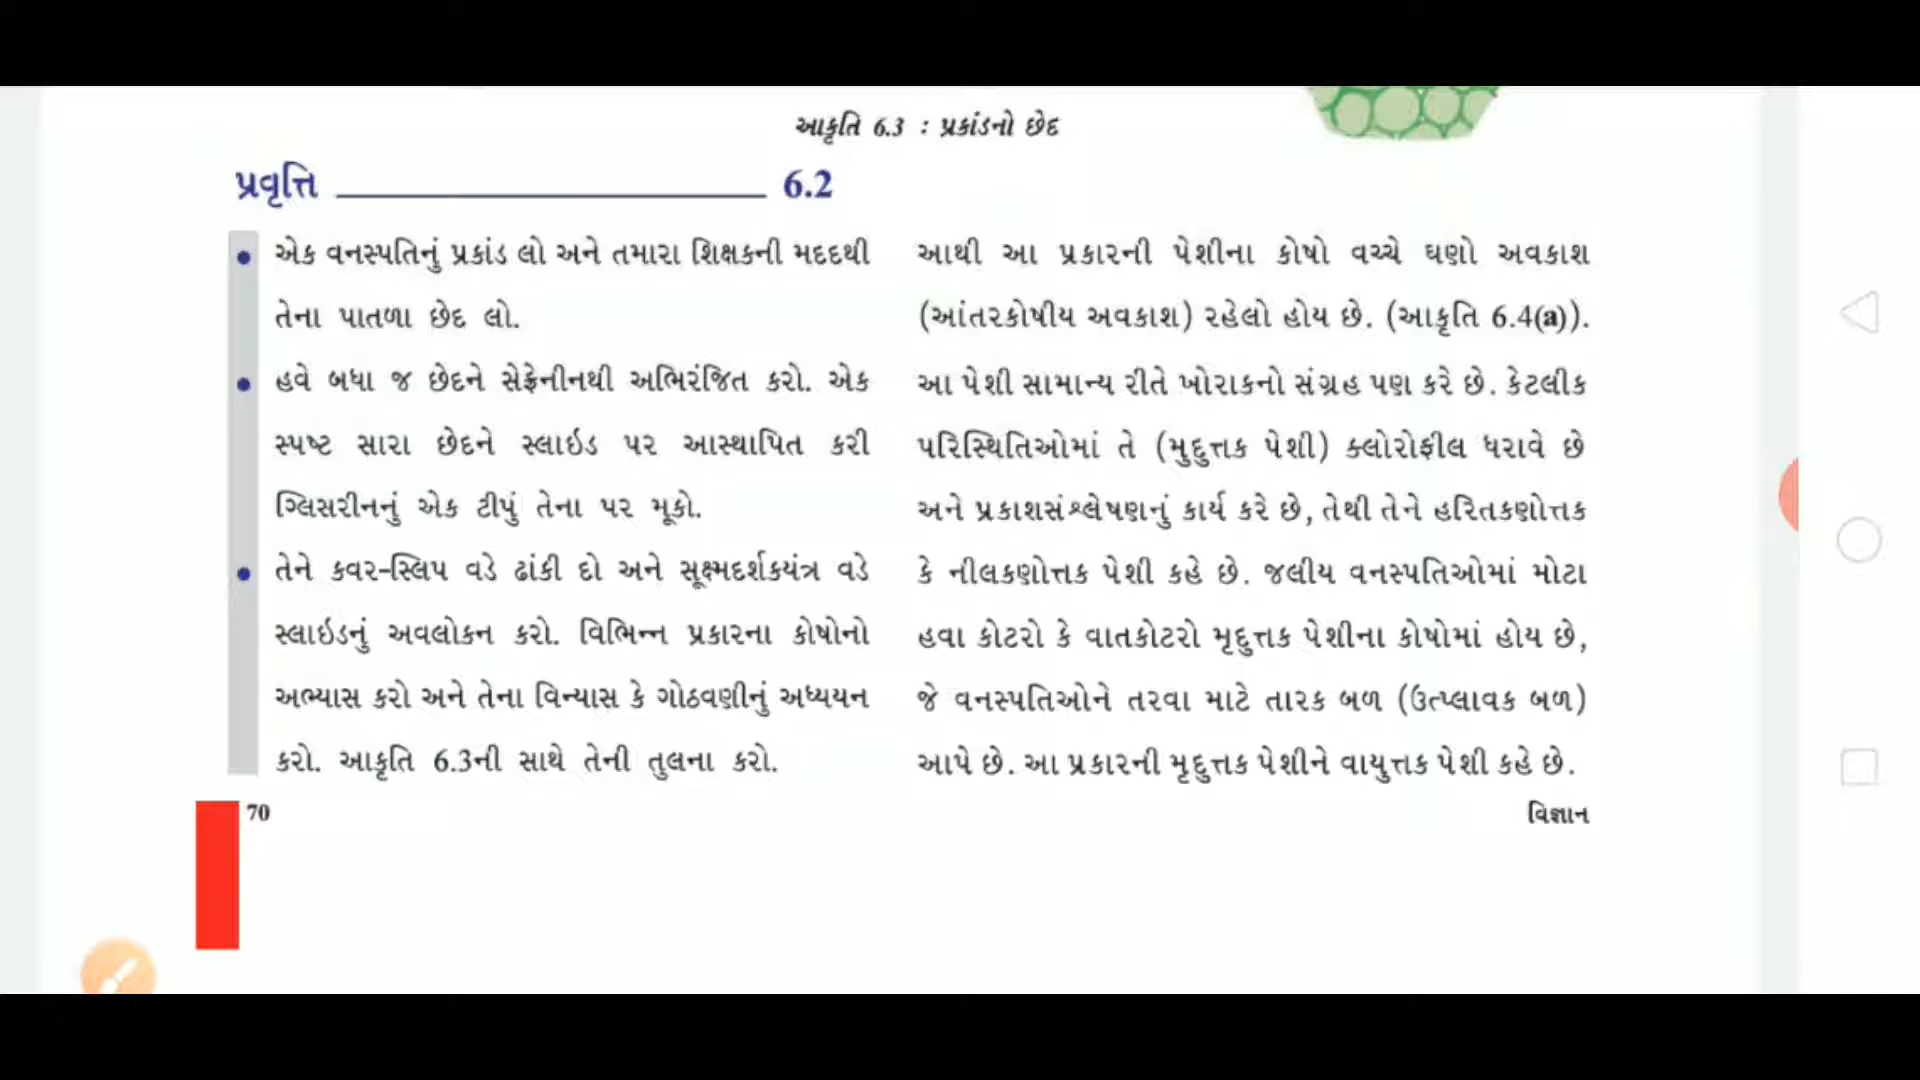 આકૃતિ 6.3 : પ્રકાંડનો છેદ
પ્રવૃત્તિ 6.2
• એક વનસ્પતિનું પ્રકાંડ લો અને તમારા શિક્ષકની મદદથી
તેના પાતળા છેદ લો.
• હવે બધા જ છેદને સેફ્રેનીનથી અભિરંજિત કરો. એક
સ્પષ્ટ સારા છેદને સ્લાઇડ પર આસ્થાપિત કરી
ગ્લિસરીનનું એક ટીપું તેના પર મૂકો.
• તેને કવર-સ્લિપ વડે ઢાંકી દો અને સૂક્ષ્મદર્શકયંત્ર વડે
સ્લાઇડનું અવલોકન કરો. વિભિન્ન પ્રકારના કોષોનો
અભ્યાસ કરો અને તેના વિન્યાસ કે ગોઠવણીનું અધ્યયન
કરો. આકૃતિ 6.3ની સાથે તેની તુલના કરો.
આથી આ પ્રકારની પેશીના કોષો વચ્ચે ઘણો અવકાશ
(આંતરકોષીય અવકાશ) રહેલો હોય છે. (આકૃતિ 6.4(a)).
આ પેશી સામાન્ય રીતે ખોરાકનો સંગ્રહ પણ કરે છે. કેટલીક
પરિસ્થિતિઓમાં તે (મુદુત્તક પેશી) ક્લોરોફીલ ધરાવે છે
અને પ્રકાશસંશ્લેષણનું કાર્ય કરે છે, તેથી તેને હરિતકણોત્તક
કે નીલકણોત્તક પેશી કહે છે. જલીય વનસ્પતિઓમાં મોટા
હવા કોટરો કે વાતકોટરો મૃદુત્તક પેશીના કોષોમાં હોય છે,
જે વનસ્પતિઓને તરવા માટે તારક બળ (ઉત્પ્લાવક બળ)
આપે છે. આ પ્રકારની મૃદુત્તક પેશીને વાયુત્તક પેશી કહે છે.
70
વિજ્ઞાન